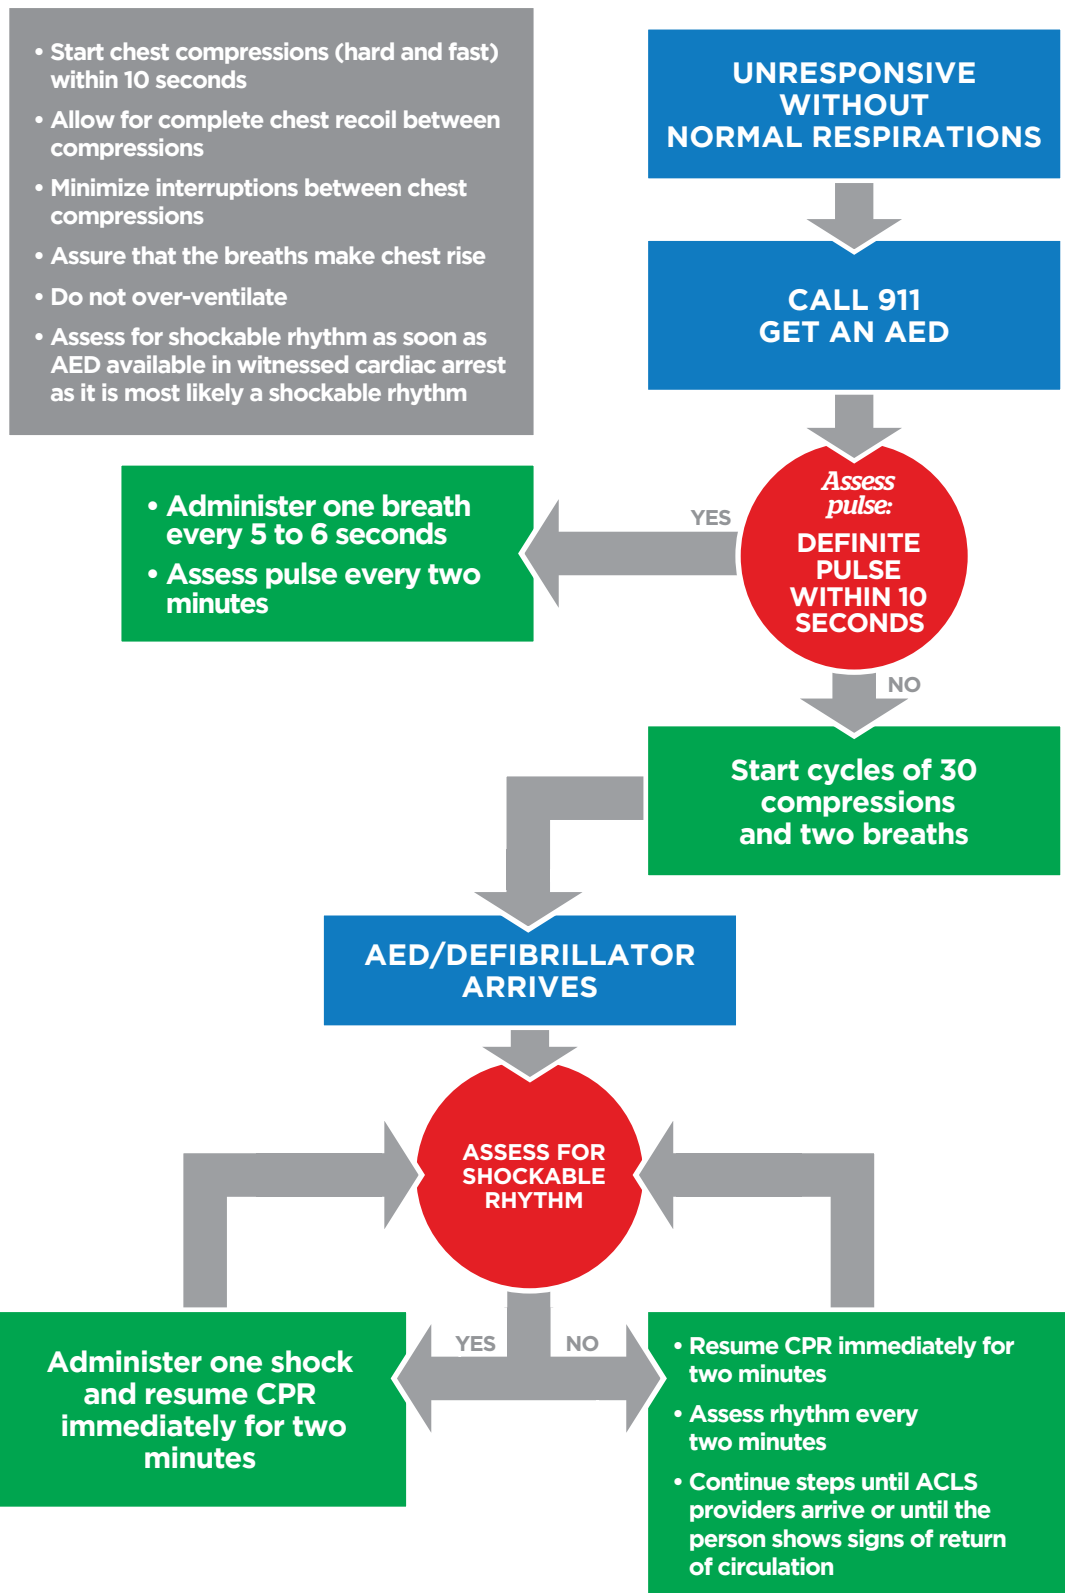 • Start chest compressions (hard and fast)
within 10 seconds
• Allow for complete chest recoil between
compressions
• Minimize interruptions between chest
compressions
• Assure that the breaths make chest rise
• Do not over-ventilate
• Assess for shockable rhythm as soon as
AED available in witnessed cardiac arrest
as it is most likely a shockable rhythm
UNRESPONSIVE
WITHOUT
NORMAL RESPIRATIONS
CALL 911
GET AN AED
Assess
pulse:
DEFINITE
PULSE
WITHIN 10
SECONDS
YES
• Administer one breath
every 5 to 6 seconds
• Assess pulse every two
minutes
NO
Start cycles of 30
compressions
and two breaths
AED/DEFIBRILLATOR
ARRIVES
ASSESS FOR
SHOCKABLE
RHYTHM
YES
NO
Administer one shock
and resume CPR
immediately for two
minutes
• Resume CPR immediately for
two minutes
• Assess rhythm every
two minutes
• Continue steps until ACLS
providers arrive or until the
person shows signs of return
of circulation